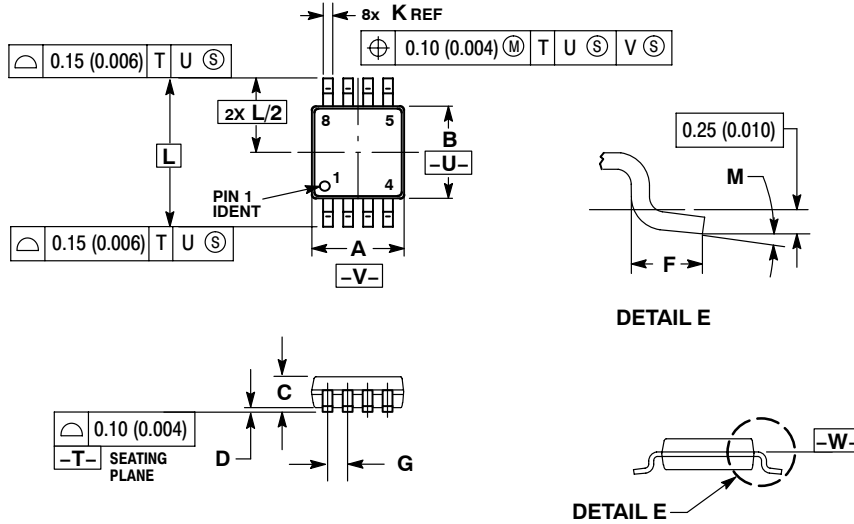 8x K REF
⌖ 0.10 (0.004) Ⓜ T U Ⓢ V Ⓢ
⌓ 0.15 (0.006) T U Ⓢ
2X L/2
8 5
B
-U-
L
PIN 1
IDENT
1 4
⌓ 0.15 (0.006) T U Ⓢ
A
-V-
0.25 (0.010)
M
F
DETAIL E
C
⌓ 0.10 (0.004)
-T- SEATING
PLANE
D
G
-W-
DETAIL E